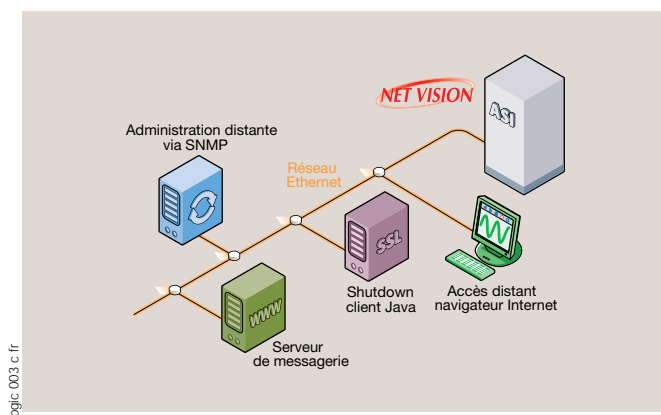 NET VISION
ASI
Administration distante
via SNMP
Réseau
Ethernet
SSL
Shutdown
client Java
Accès distant
navigateur Internet
WWW
Serveur
de messagerie
ogic 003 c fr